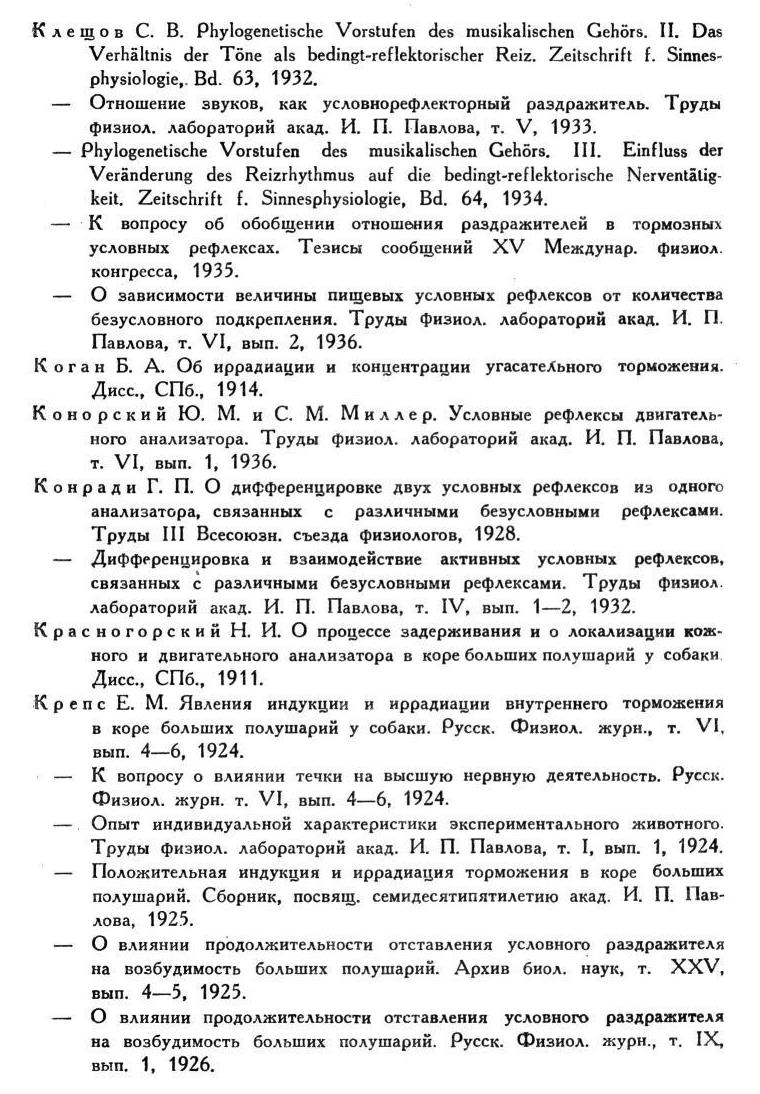 Клещов С. В. Phylogenetische Vorstufen des musikalischen Gehörs. II. Das
Verhältnis der Töne als bedingt-reflektorischer Reiz. Zeitschrift f. Sinnes-
physiologie,. Bd. 63, 1932.
— Отношение звуков, как условнорефлекторный раздражитель. Труды
физиол. лабораторий акад. И. П. Павлова, т. V, 1933.
— Phylogenetische Vorstufen des musikalischen Gehörs. III. Einfluss der
Veränderung des Reizrhythmus auf die bedingt-reflektorische Nerventätig-
keit. Zeitschrift f. Sinnesphysiologie, Bd. 64, 1934.
— К вопросу об обобщении отношения раздражителей в тормозных
условных рефлексах. Тезисы сообщений XV Междунар. физиол.
конгресса, 1935.
— О зависимости величины пищевых условных рефлексов от количества
безусловного подкрепления. Труды физиол. лабораторий акад. И. П.
Павлова, т. VI, вып. 2, 1936.
Коган Б. А. Об иррадиации и концентрации угасательного торможения.
Дисс., СПб., 1914.
Конорский Ю. М. и С. М. Миллер. Условные рефлексы двигатель-
ного анализатора. Труды физиол. лабораторий акад. И. П. Павлова,
т. VI, вып. 1, 1936.
Конради Г. П. О дифференцировке двух условных рефлексов из одного
анализатора, связанных с различными безусловными рефлексами.
Труды III Всесоюзн. съезда физиологов, 1928.
— Дифференцировка и взаимодействие активных условных рефлексов,
связанных с различными безусловными рефлексами. Труды физиол.
лабораторий акад. И. П. Павлова, т. IV, вып. 1—2, 1932.
Красногорский Н. И. О процессе задерживания и о локализации кож-
ного и двигательного анализатора в коре больших полушарий у собаки.
Дисс., СПб., 1911.
Крепс Е. М. Явления индукции и иррадиации внутреннего торможения
в коре больших полушарий у собаки. Русск. Физиол. журн., т. VI,
вып. 4—6, 1924.
— К вопросу о влиянии течки на высшую нервную деятельность. Русск.
Физиол. журн. т. VI, вып. 4—6, 1924.
— Опыт индивидуальной характеристики экспериментального животного.
Труды физиол. лабораторий акад. И. П. Павлова, т. I, вып. 1, 1924.
— Положительная индукция и иррадиация торможения в коре больших
полушарий. Сборник, посвящ. семидесятипятилетию акад. И. П. Пав-
лова, 1925.
— О влиянии продолжительности отставления условного раздражителя
на возбудимость больших полушарий. Архив биол. наук, т. XXV,
вып. 4—5, 1925.
— О влиянии продолжительности отставления условного раздражителя
на возбудимость больших полушарий. Русск. Физиол. журн., т. IX,
вып. 1, 1926.